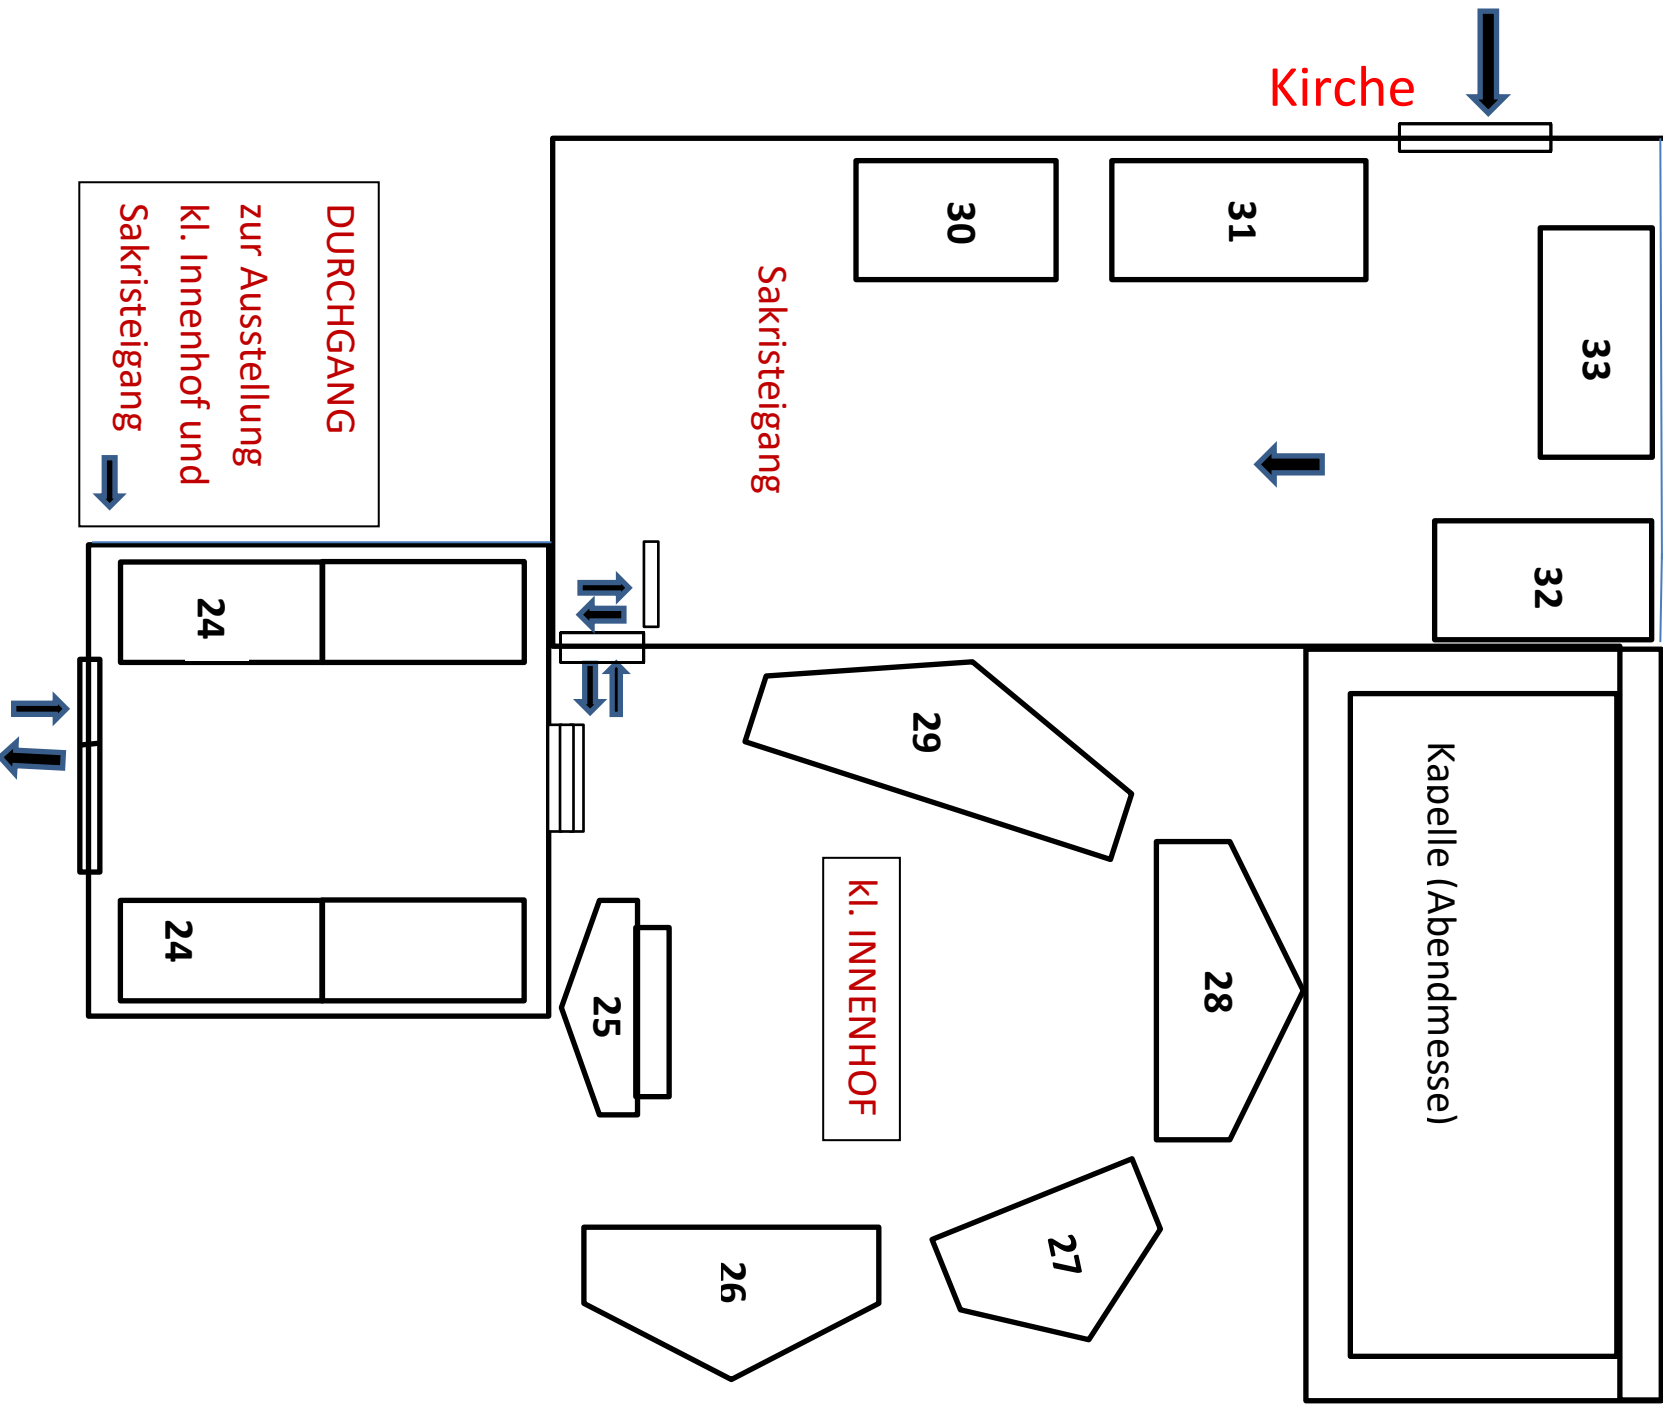 Kirche
30
31
33
32
Sakristeigang
DURCHGANG
zur Ausstellung
kl. Innenhof und
Sakristeigang
24
24
29
28
Kapelle (Abendmesse)
kl. INNENHOF
25
27
26